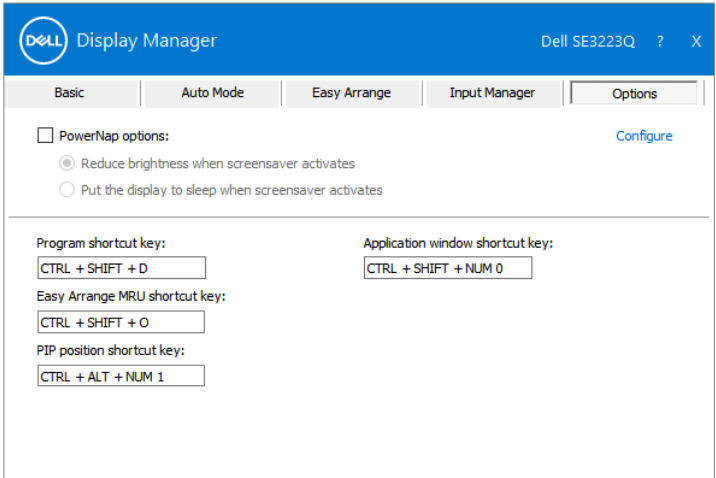 DELL Display Manager Dell SE3223Q ? X
Basic Auto Mode Easy Arrange Input Manager Options
PowerNap options: Configure
Reduce brightness when screensaver activates
Put the display to sleep when screensaver activates
Program shortcut key: Application window shortcut key:
CTRL + SHIFT + D CTRL + SHIFT + NUM 0
Easy Arrange MRU shortcut key:
CTRL + SHIFT + O
PIP position shortcut key:
CTRL + ALT + NUM 1